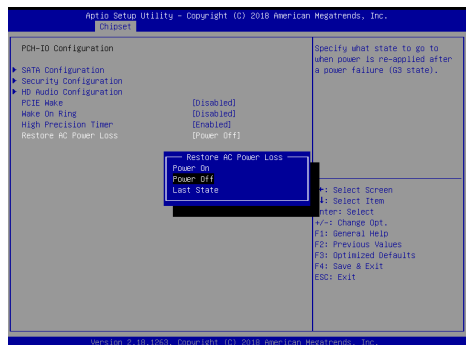 Aptio Setup Utility - Copyright (C) 2018 American Megatrends, Inc.
Chipset
PCH-IO Configuration
SATA Configuration
Security Configuration
HD Audio Configuration
PCIE Wake [Disabled]
Wake On Ring [Disabled]
High Precision Timer [Enabled]
Restore AC Power Loss [Power Off]
Restore AC Power Loss
Power On
Power Off
Last State
Specify what state to go to
when power is re-applied after
a power failure (G3 state).
: Select Screen
: Select Item
nter: Select
+/-: Change Opt.
F1: General Help
F2: Previous Values
F3: Optimized Defaults
F4: Save & Exit
ESC: Exit
Version 2.18.1263. Copyright (C) 2018 American Megatrends, Inc.